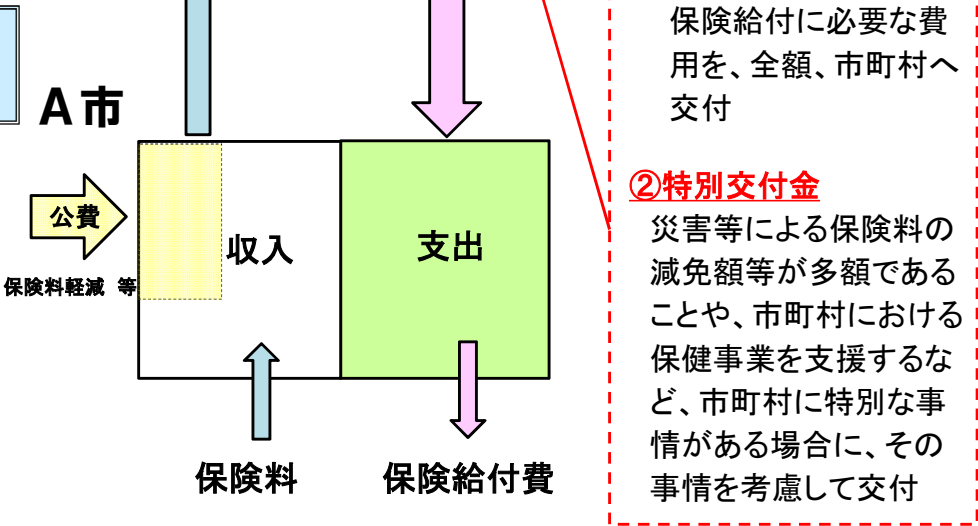 A市
公費
保険料軽減 等
収入
支出
保険料
保険給付費
保険給付に必要な費
用を、全額、市町村へ
交付
②特別交付金
災害等による保険料の
減免額等が多額である
ことや、市町村における
保健事業を支援するな
ど、市町村に特別な事
情がある場合に、その
事情を考慮して交付